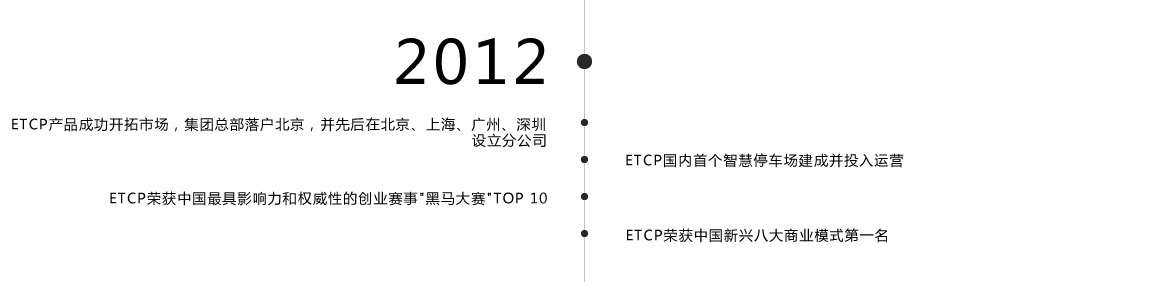 2012
ETCP产品成功开拓市场，集团总部落户北京，并先后在北京、上海、广州、深圳
设立分公司
ETCP国内首个智慧停车场建成并投入运营
ETCP荣获中国最具影响力和权威性的创业赛事"黑马大赛"TOP 10
ETCP荣获中国新兴八大商业模式第一名